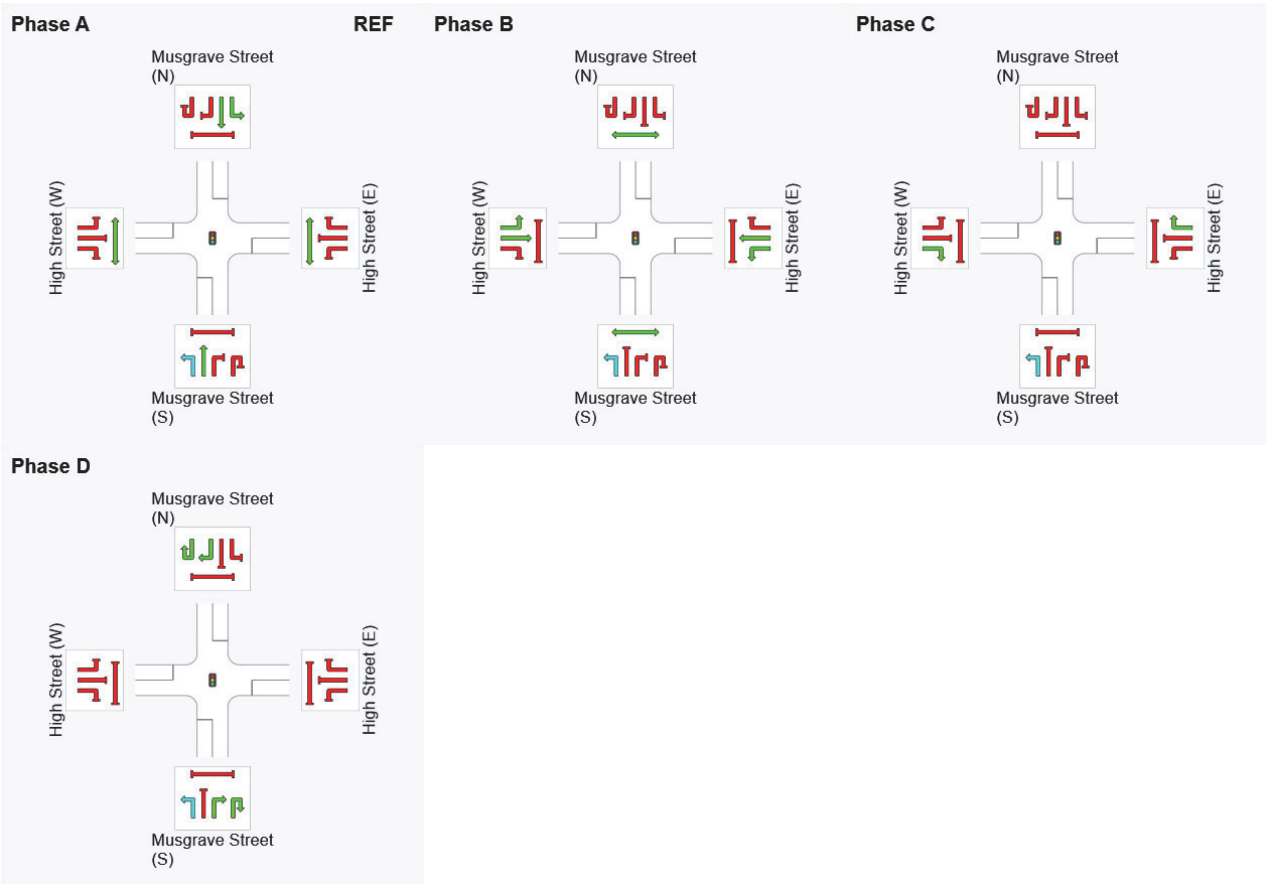 Phase A
REF
Musgrave Street
(N)
High Street (W)
High Street (E)
Musgrave Street
(S)
Phase B
Musgrave Street
(N)
High Street (W)
High Street (E)
Musgrave Street
(S)
Phase C
Musgrave Street
(N)
High Street (W)
High Street (E)
Musgrave Street
(S)
Phase D
Musgrave Street
(N)
High Street (W)
High Street (E)
Musgrave Street
(S)